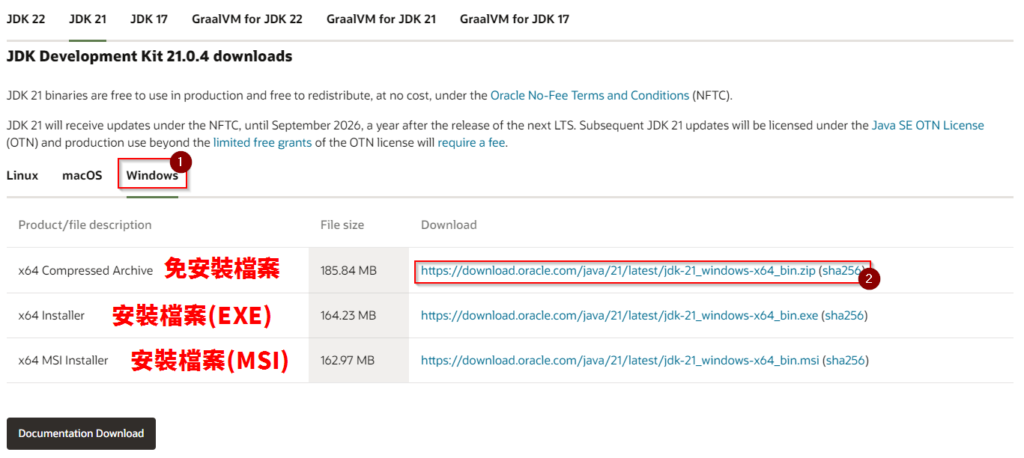 JDK 22 JDK 21 JDK 17 GraalVM for JDK 22 GraalVM for JDK 21 GraalVM for JDK 17
JDK Development Kit 21.0.4 downloads
JDK 21 binaries are free to use in production and free to redistribute, at no cost, under the Oracle No-Fee Terms and Conditions (NFTC).
JDK 21 will receive updates under the NFTC, until September 2026, a year after the release of the next LTS. Subsequent JDK 21 updates will be licensed under the Java SE OTN License
(OTN) and production use beyond the limited free grants of the OTN license will require a fee.
1
Linux macOS Windows
Product/file description File size Download
x64 Compressed Archive 免安裝檔案 185.84 MB https://download.oracle.com/java/21/latest/jdk-21_windows-x64_bin.zip (sha256)
2
x64 Installer 安裝檔案(EXE) 164.23 MB https://download.oracle.com/java/21/latest/jdk-21_windows-x64_bin.exe (sha256)
x64 MSI Installer 安裝檔案(MSI) 162.97 MB https://download.oracle.com/java/21/latest/jdk-21_windows-x64_bin.msi (sha256)
Documentation Download